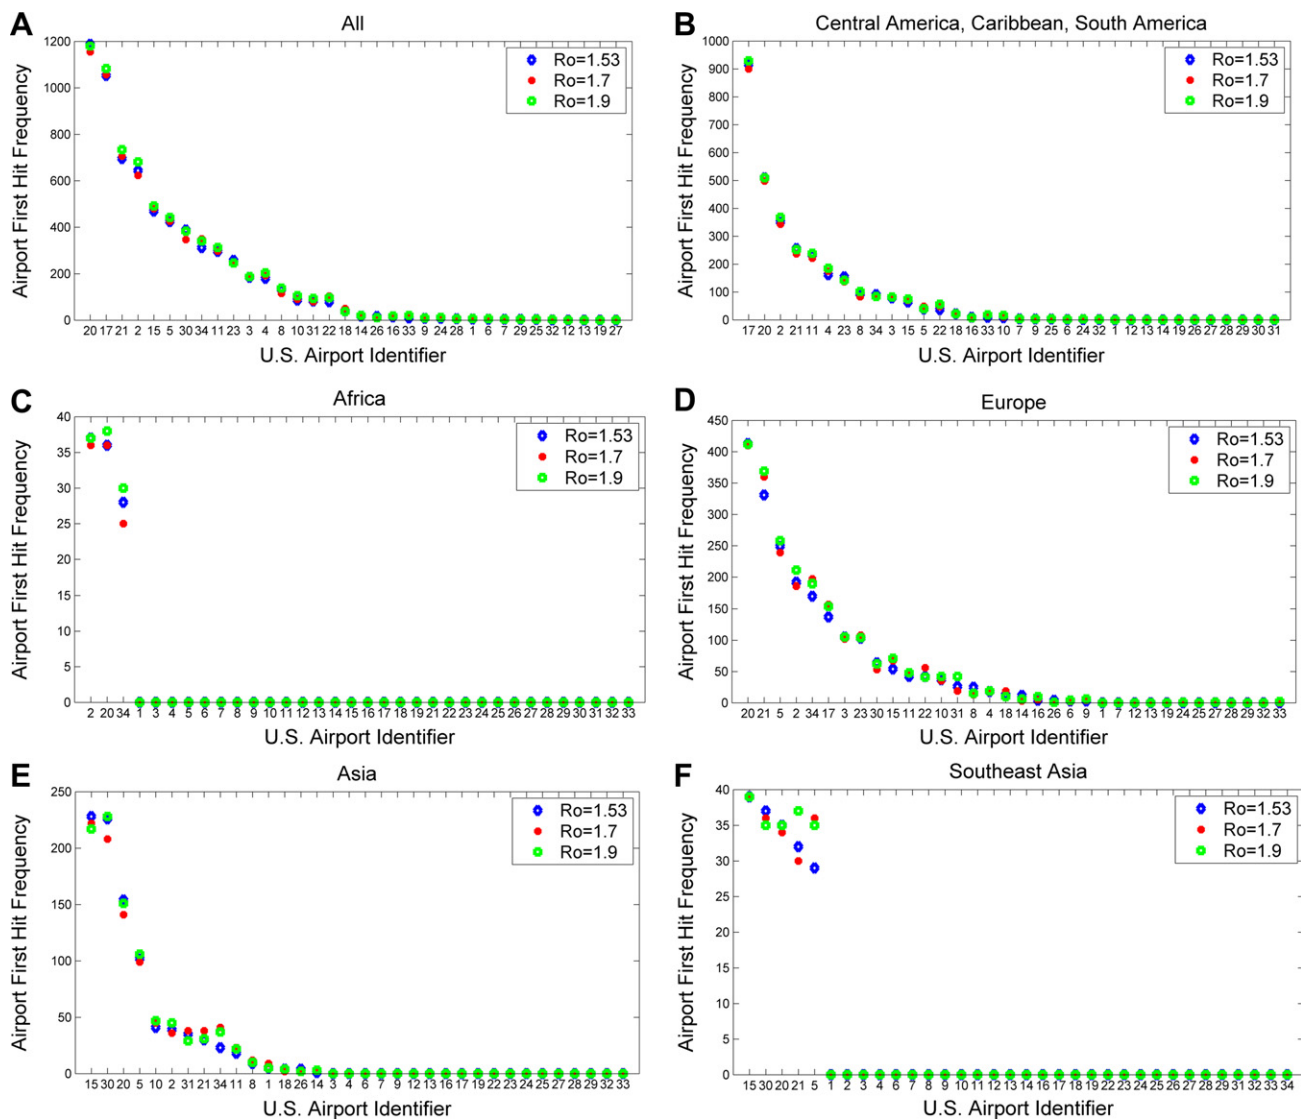 A
All
1200
1000
800
600
400
200
0
Airport First Hit Frequency
Ro=1.53
Ro=1.7
Ro=1.9
20 17 21 2 15 5 30 34 11 23 3 4 8 10 31 22 18 14 26 16 33 9 24 28 1 6 7 29 25 32 12 13 19 27
U.S. Airport Identifier
B
Central America, Caribbean, South America
1000
900
800
700
600
500
400
300
200
100
0
Airport First Hit Frequency
Ro=1.53
Ro=1.7
Ro=1.9
17 20 2 21 11 4 23 8 34 3 15 5 22 18 16 33 10 7 9 25 6 24 32 1 12 13 14 19 26 27 28 29 30 31
U.S. Airport Identifier
C
Africa
40
35
30
25
20
15
10
5
0
Airport First Hit Frequency
Ro=1.53
Ro=1.7
Ro=1.9
2 20 34 1 3 4 5 6 7 8 9 10 11 12 13 14 15 16 17 18 19 21 22 23 24 25 26 27 28 29 30 31 32 33
U.S. Airport Identifier
D
Europe
450
400
350
300
250
200
150
100
50
0
Airport First Hit Frequency
Ro=1.53
Ro=1.7
Ro=1.9
20 21 5 2 34 17 3 23 30 15 11 22 10 31 8 4 18 14 16 26 6 9 1 7 12 13 19 24 25 27 28 29 32 33
U.S. Airport Identifier
E
Asia
250
200
150
100
50
0
Airport First Hit Frequency
Ro=1.53
Ro=1.7
Ro=1.9
15 30 20 5 10 2 4 31 21 34 11 8 1 18 26 14 3 4 6 7 9 12 13 16 17 19 22 23 24 25 27 28 29 32 33
U.S. Airport Identifier
F
Southeast Asia
40
35
30
25
20
15
10
5
0
Airport First Hit Frequency
Ro=1.53
Ro=1.7
Ro=1.9
15 30 20 21 5 1 2 3 4 6 7 8 9 10 11 12 13 14 16 17 18 19 22 23 24 25 26 27 28 29 31 32 33 34
U.S. Airport Identifier